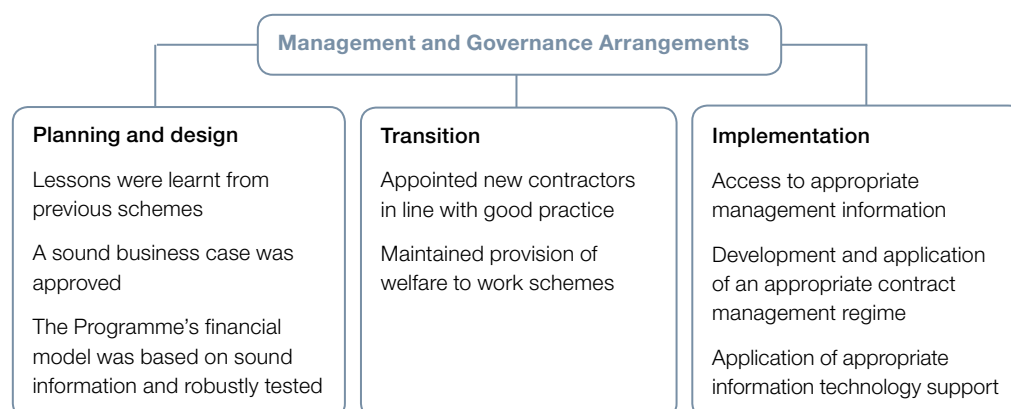 Management and Governance Arrangements
Planning and design
Lessons were learnt from
previous schemes
A sound business case was
approved
The Programme’s financial
model was based on sound
information and robustly tested
Transition
Appointed new contractors
in line with good practice
Maintained provision of
welfare to work schemes
Implementation
Access to appropriate
management information
Development and application
of an appropriate contract
management regime
Application of appropriate
information technology support